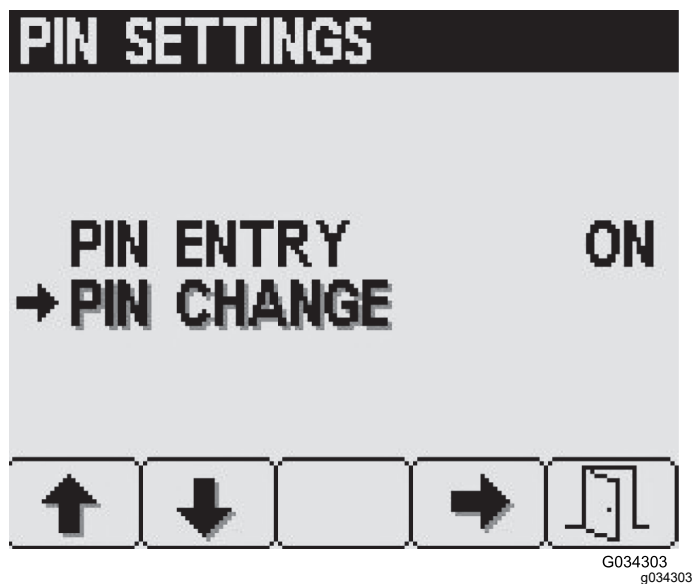 PIN SETTINGS
PIN ENTRY ON
PIN CHANGE
G034303
g034303